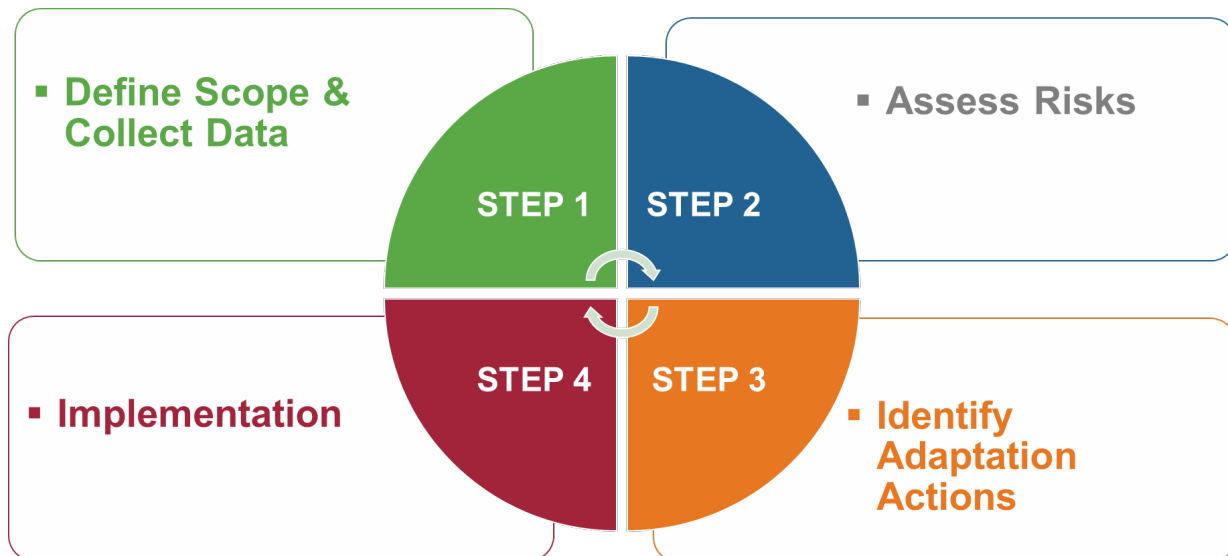 ▪ Define Scope &
Collect Data
▪ Assess Risks
STEP 1
STEP 2
STEP 4
STEP 3
▪ Implementation
▪ Identify
Adaptation
Actions